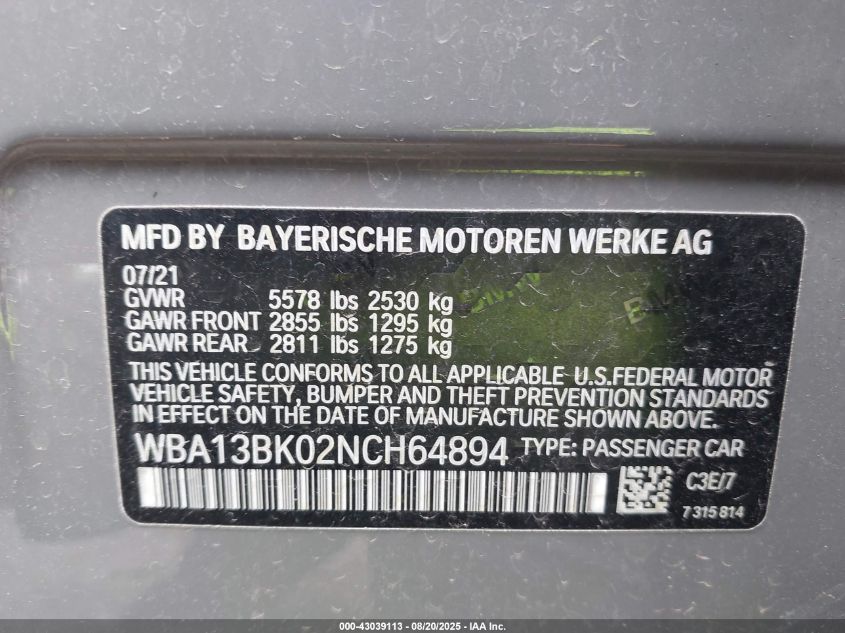 MFD BY BAYERISCHE MOTOREN WERKE AG
07/21
GVWR 5578 lbs 2530 kg
GAWR FRONT 2855 lbs 1295 kg
GAWR REAR 2811 lbs 1275 kg
BMW
BMW
THIS VEHICLE CONFORMS TO ALL APPLICABLE U.S.FEDERAL MOTOR
VEHICLE SAFETY, BUMPER AND THEFT PREVENTION STANDARDS
IN EFFECT ON THE DATE OF MANUFACTURE SHOWN ABOVE.
WBA13BK02NCH64894 TYPE: PASSENGER CAR
C3E/7
7 315 814
000-43039113 - 08/20/2025 - IAA Inc.